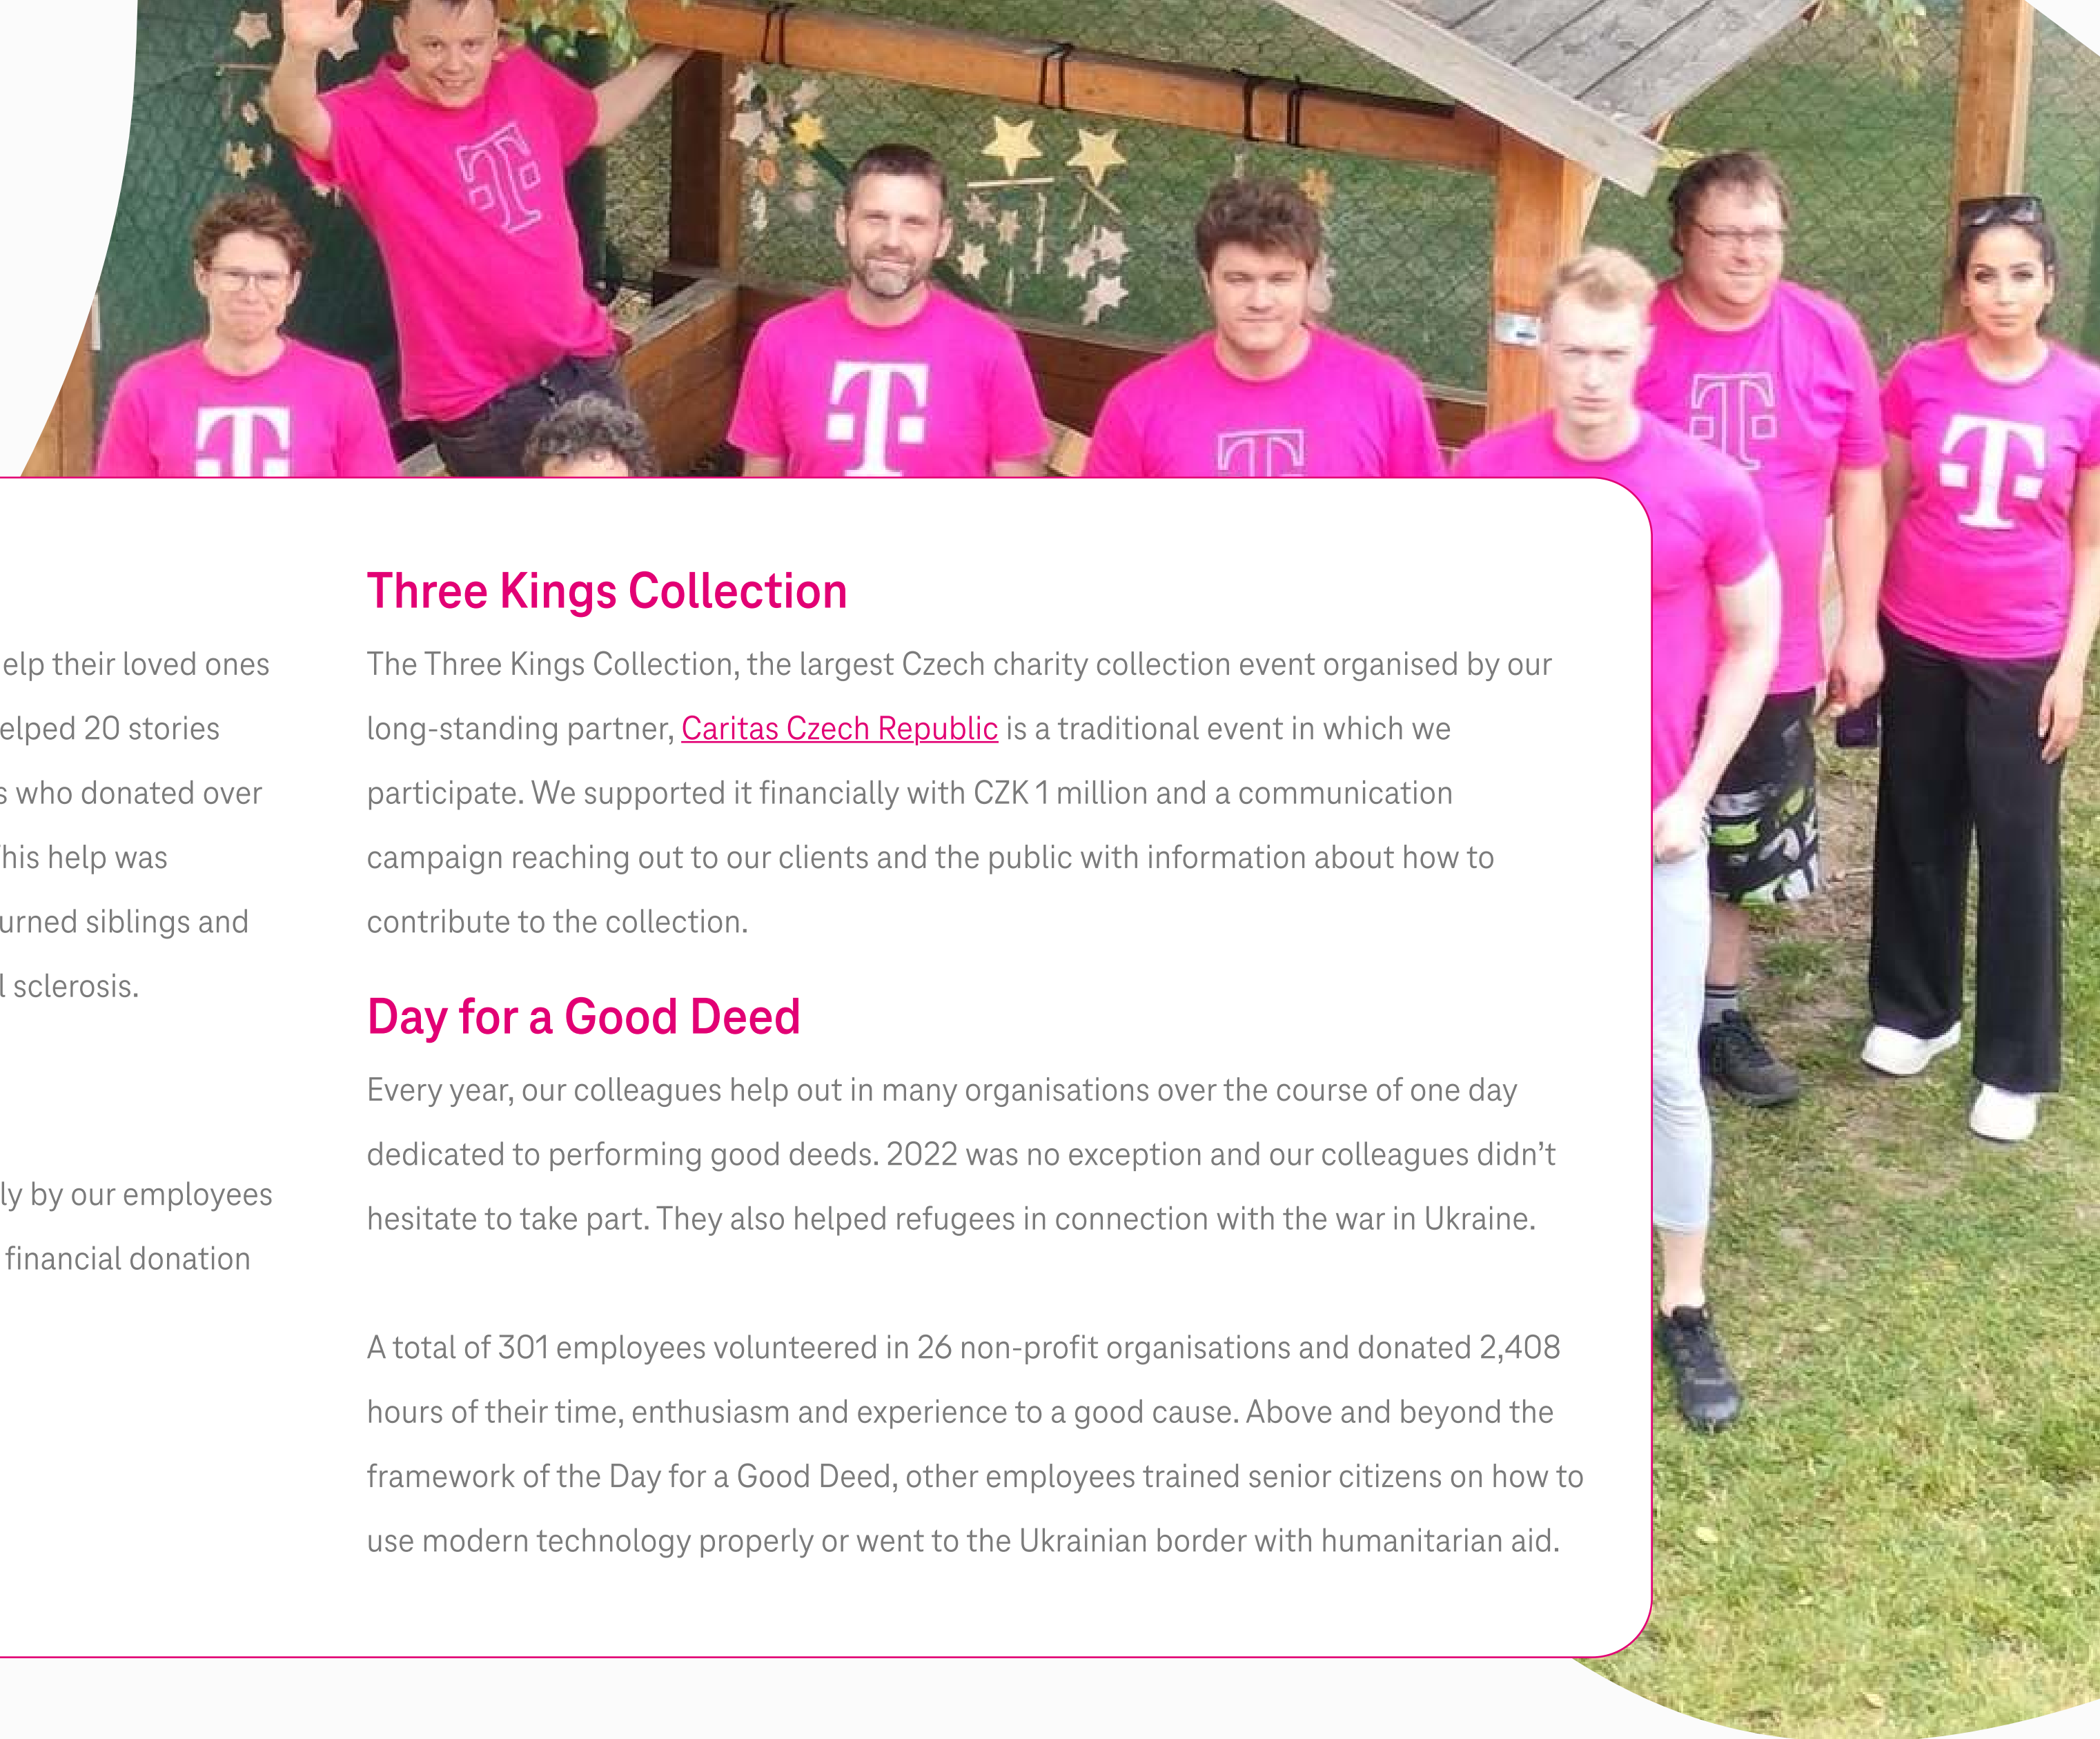 elp their loved ones
elped 20 stories
s who donated over
his help was
urned siblings and
l sclerosis.
ly by our employees
financial donation
Three Kings Collection
The Three Kings Collection, the largest Czech charity collection event organised by our
long-standing partner, Caritas Czech Republic is a traditional event in which we
participate. We supported it financially with CZK 1 million and a communication
campaign reaching out to our clients and the public with information about how to
contribute to the collection.
Day for a Good Deed
Every year, our colleagues help out in many organisations over the course of one day
dedicated to performing good deeds. 2022 was no exception and our colleagues didn’t
hesitate to take part. They also helped refugees in connection with the war in Ukraine.
A total of 301 employees volunteered in 26 non-profit organisations and donated 2,408
hours of their time, enthusiasm and experience to a good cause. Above and beyond the
framework of the Day for a Good Deed, other employees trained senior citizens on how to
use modern technology properly or went to the Ukrainian border with humanitarian aid.